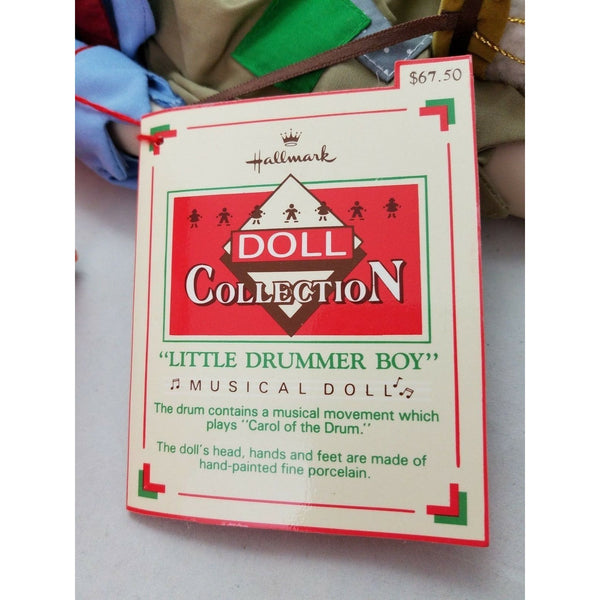 $67.50
Hallmark
DOLL
COLLECTION
"LITTLE DRUMMER BOY"
MUSICAL DOLL
The drum contains a musical movement which
plays "Carol of the Drum."
The doll's head, hands and feet are made of
hand-painted fine porcelain.